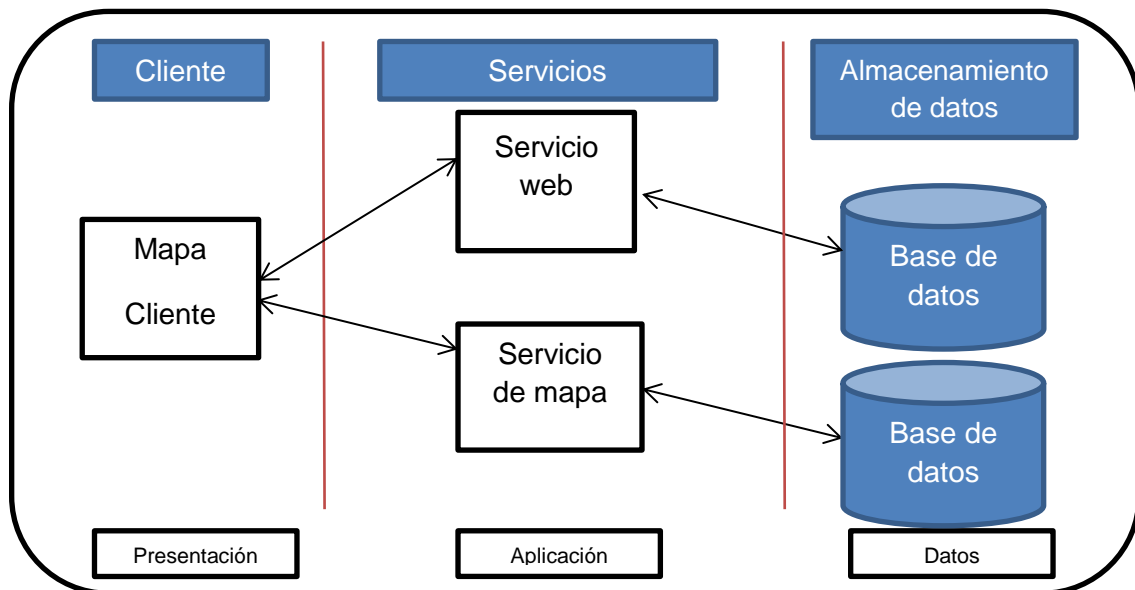 Cliente
Servicios
Almacenamiento
de datos
Servicio
web
Mapa
Cliente
Base de
datos
Servicio
de mapa
Base de
datos
Presentación
Aplicación
Datos